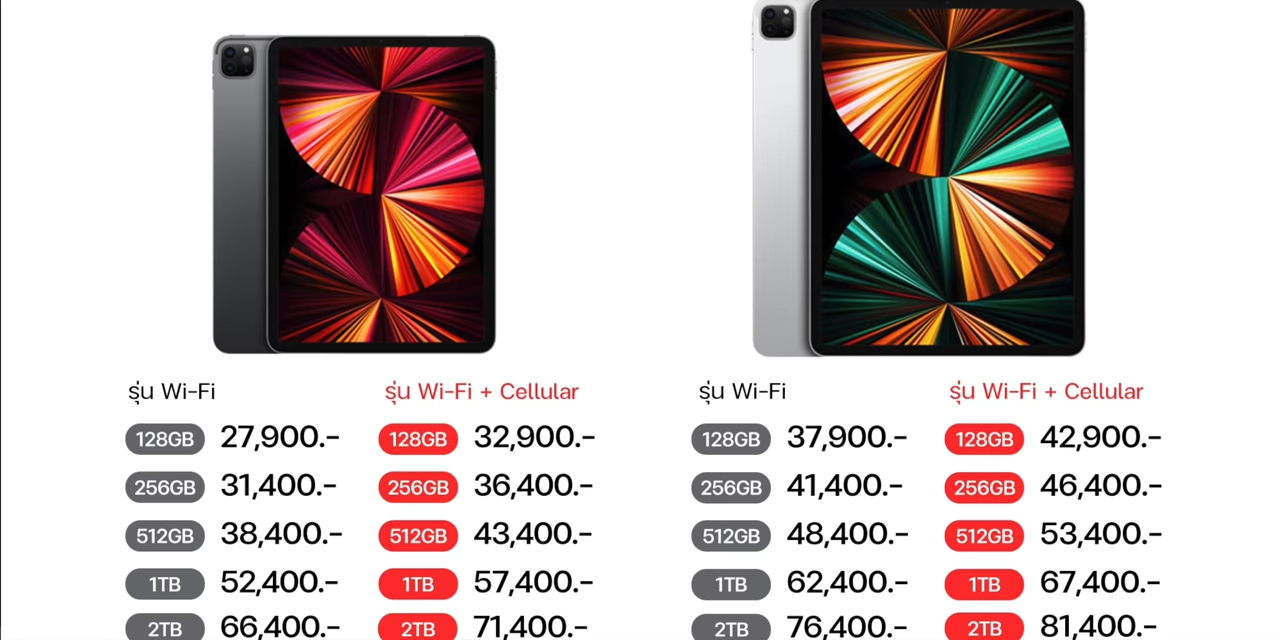 รุ่น Wi-Fi รุ่น Wi-Fi + Cellular รุ่น Wi-Fi รุ่น Wi-Fi + Cellular
128GB 27,900.- 128GB 32,900.- 128GB 37,900.- 128GB 42,900.-
256GB 31,400.- 256GB 36,400.- 256GB 41,400.- 256GB 46,400.-
512GB 38,400.- 512GB 43,400.- 512GB 48,400.- 512GB 53,400.-
1TB 52,400.- 1TB 57,400.- 1TB 62,400.- 1TB 67,400.-
2TB 66,400.- 2TB 71,400.- 2TB 76,400.- 2TB 81,400.-